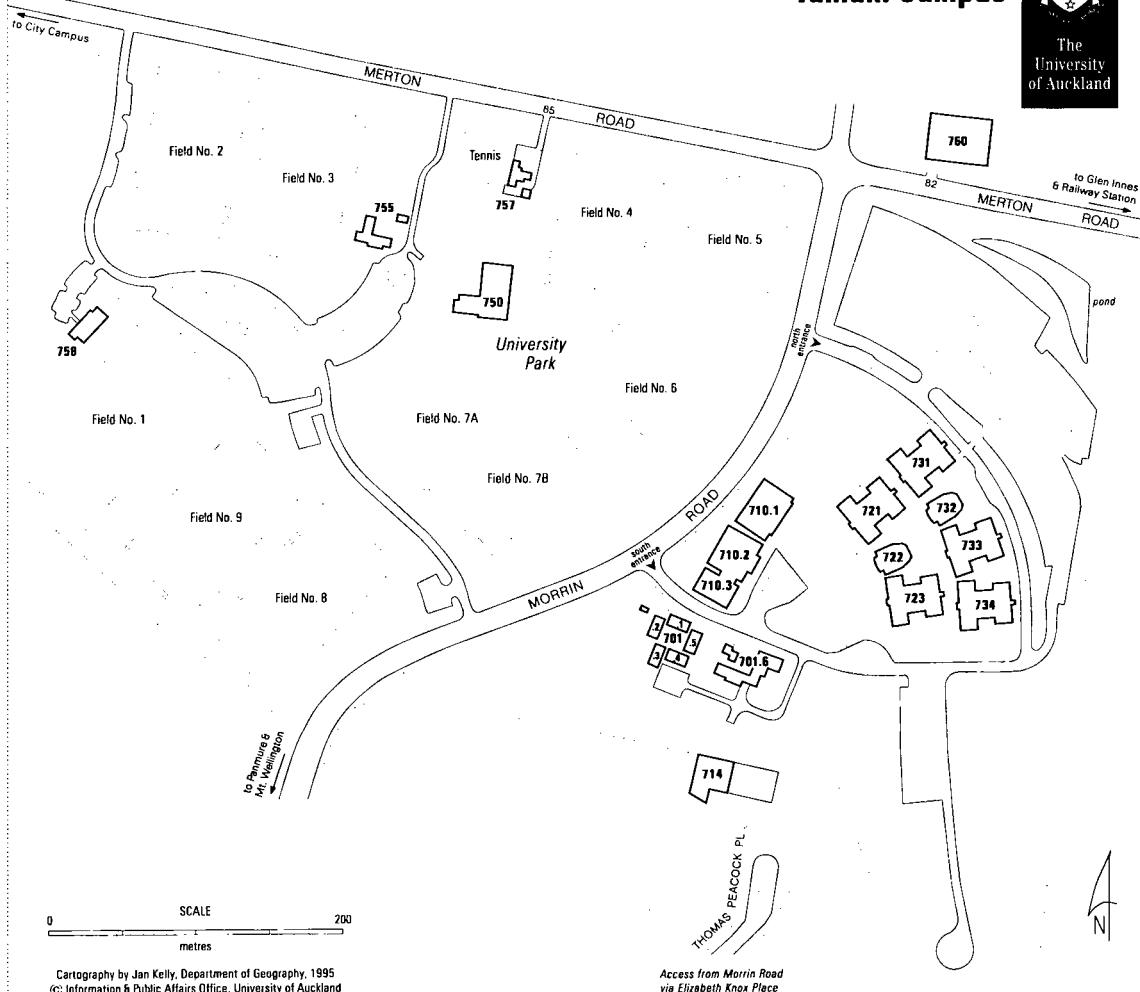 Tamaki Campus
The
University
of Auckland
to City Campus
MERTON
85
ROAD
760
82
to Glen Innes
& Railway Station
MERTON
ROAD
Field No. 2
Tennis
Field No. 3
755
757
Field No. 4
Field No. 5
750
pond
758
University
Park
north
entrance
Field No. 6
Field No. 1
Field No. 7A
731
Field No. 7B
721
732
710.1
Field No. 9
ROAD
733
722
south
entrance
710.2
710.3
723
734
Field No. 8
MORRIN
.1
.2
701
.5
.3
.4
701.6
to Panmure &
Mt. Wellington
714
THOMAS PEACOCK PL.
N
0
SCALE
200
metres
Cartography by Jan Kelly, Department of Geography, 1995
(C) Information & Public Affairs Office, University of Auckland
Access from Morrin Road
via Elizabeth Knox Place